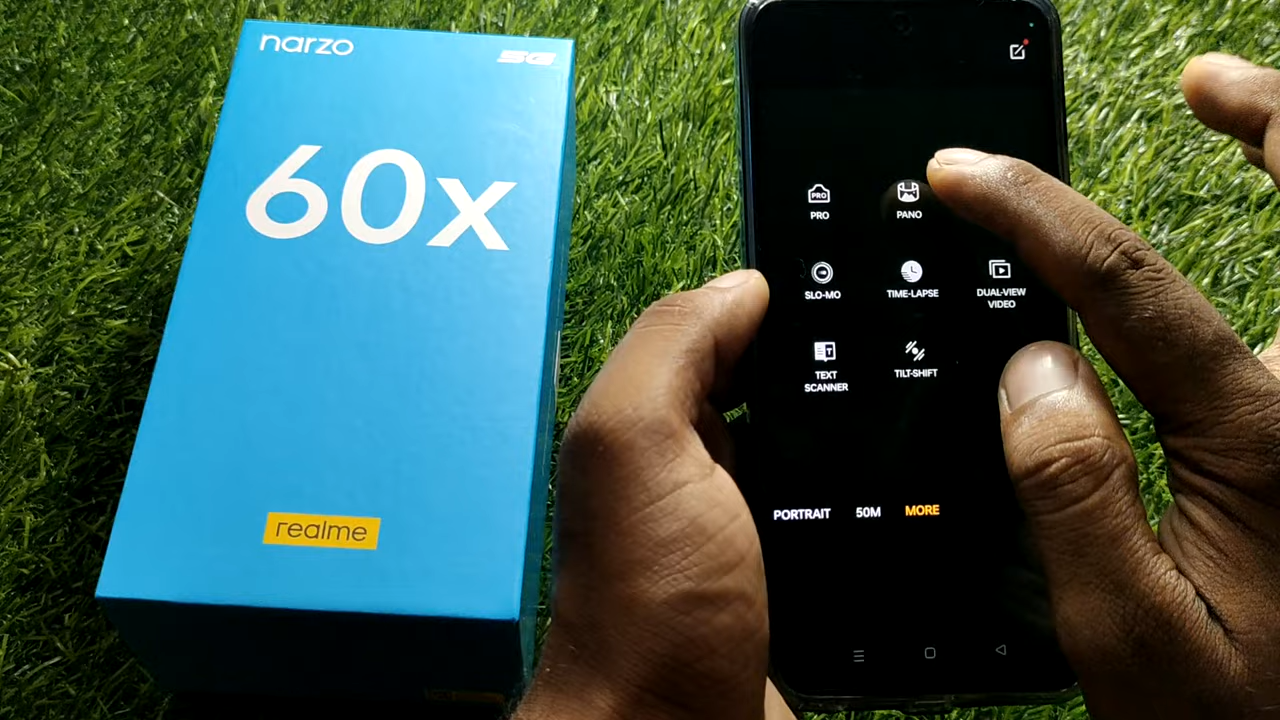 narzo
5G
60x
realme
PRO
PRO
PANO
SLO-MO
TIME-LAPSE
DUAL-VIEW
VIDEO
T
TEXT
SCANNER
TILT-SHIFT
PORTRAIT
50M
MORE